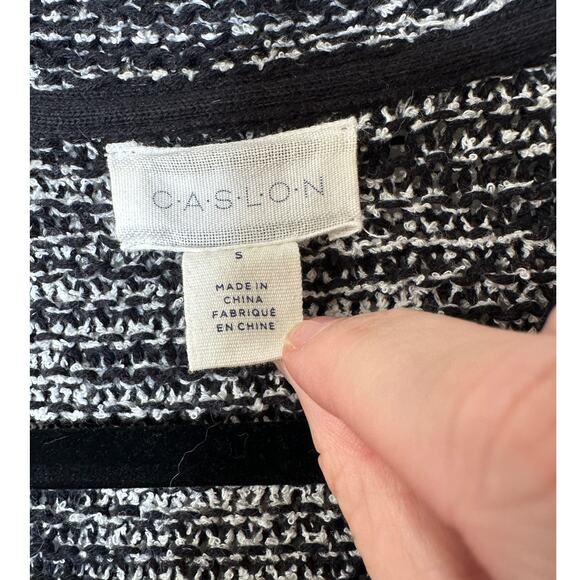 C·A·S·L·O·N
S
MADE IN
CHINA
FABRIQUÉ
EN CHINE